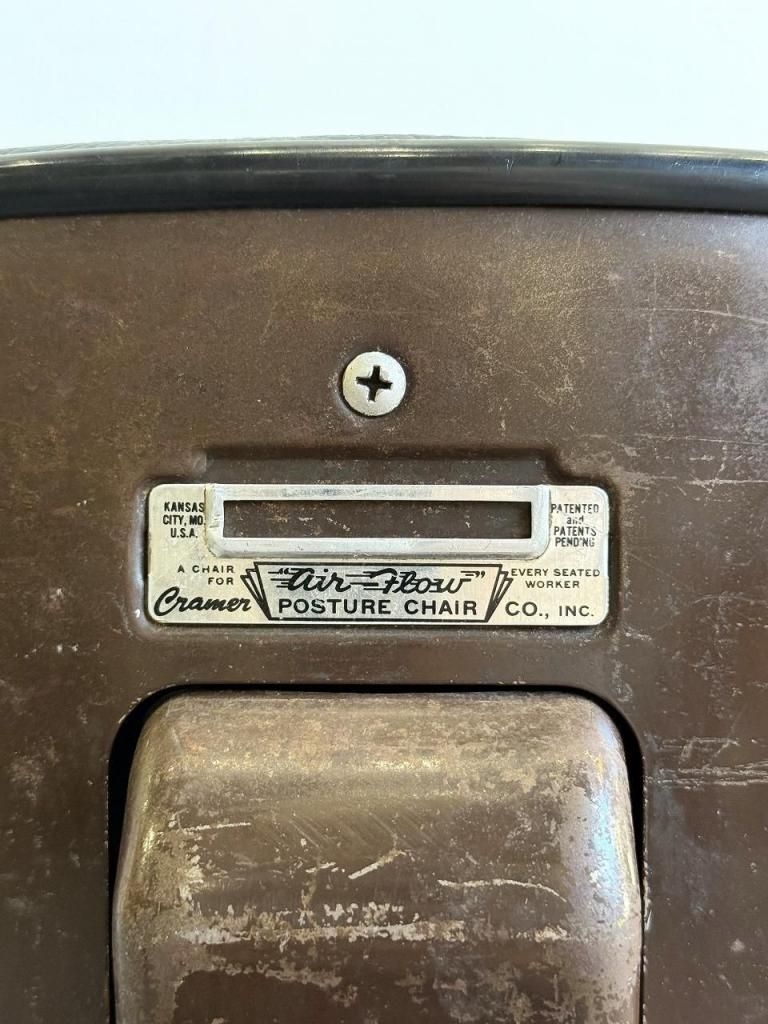 KANSAS
CITY, MO.
U.S.A.
PATENTED
and
PATENTS
PENDING
A CHAIR
FOR
"Air-Flow"
EVERY SEATED
WORKER
Cramer POSTURE CHAIR CO., INC.